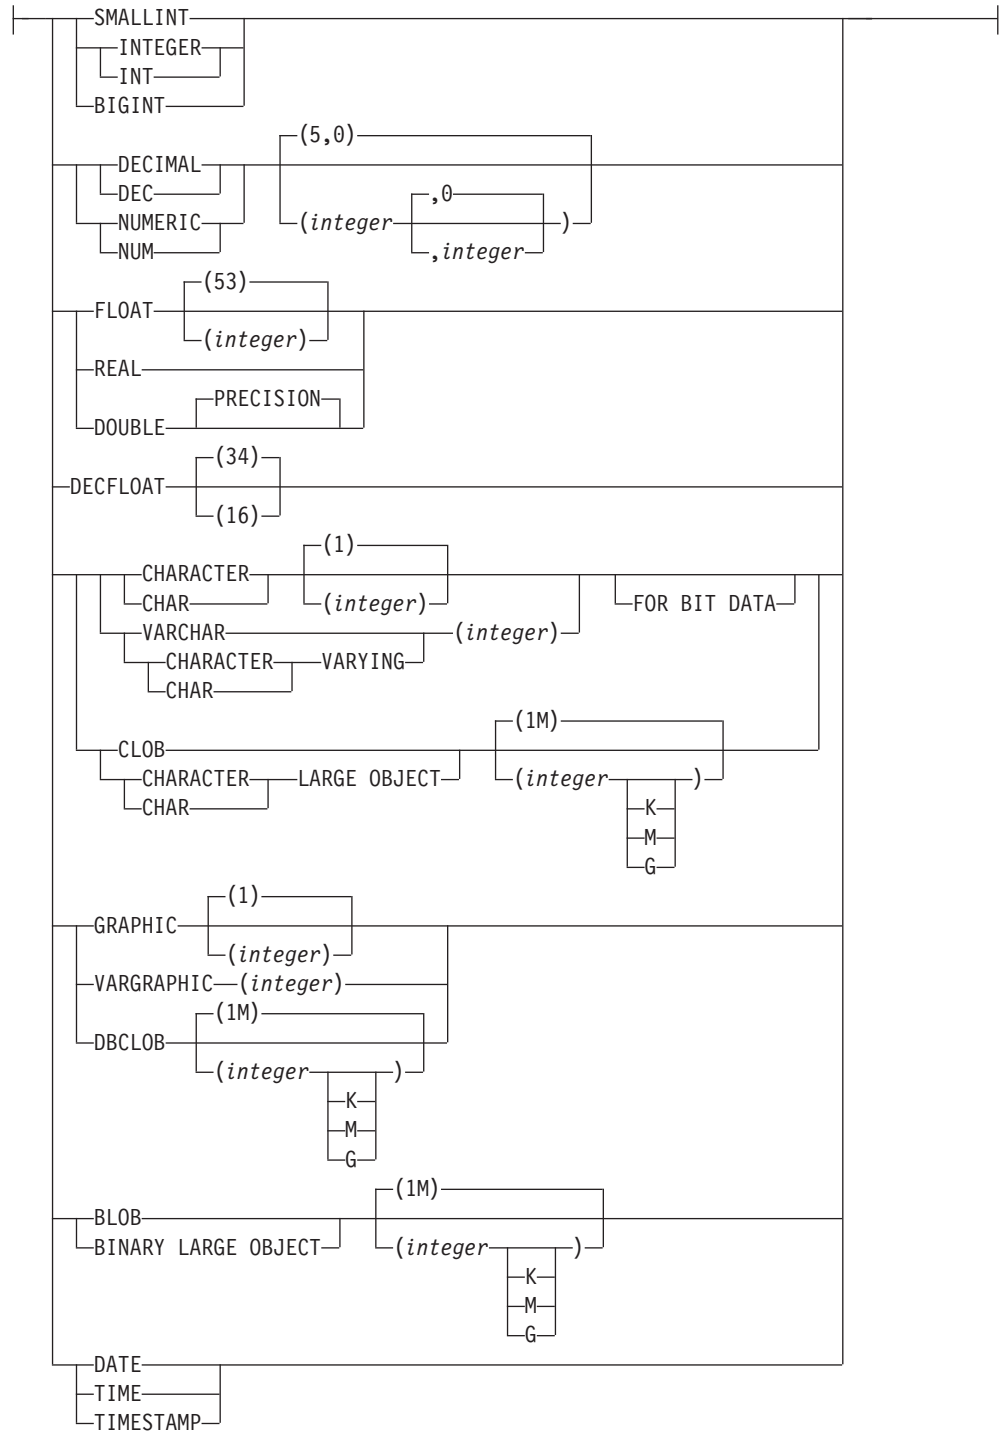 SMALLINT
INTEGER
INT
BIGINT
(5,0)
DECIMAL
DEC
NUMERIC (integer ,0 )
NUM ,integer
(53)
FLOAT
(integer)
REAL
PRECISION
DOUBLE
(34)
DECFLOAT
(16)
(1)
CHARACTER
CHAR (integer) FOR BIT DATA
VARCHAR (integer)
CHARACTER VARYING
CHAR
(1M)
CLOB
CHARACTER LARGE OBJECT (integer )
CHAR K
M
G
(1)
GRAPHIC
(integer)
VARGRAPHIC (integer)
(1M)
DBCLOB
(integer )
K
M
G
(1M)
BLOB
BINARY LARGE OBJECT (integer )
K
M
G
DATE
TIME
TIMESTAMP